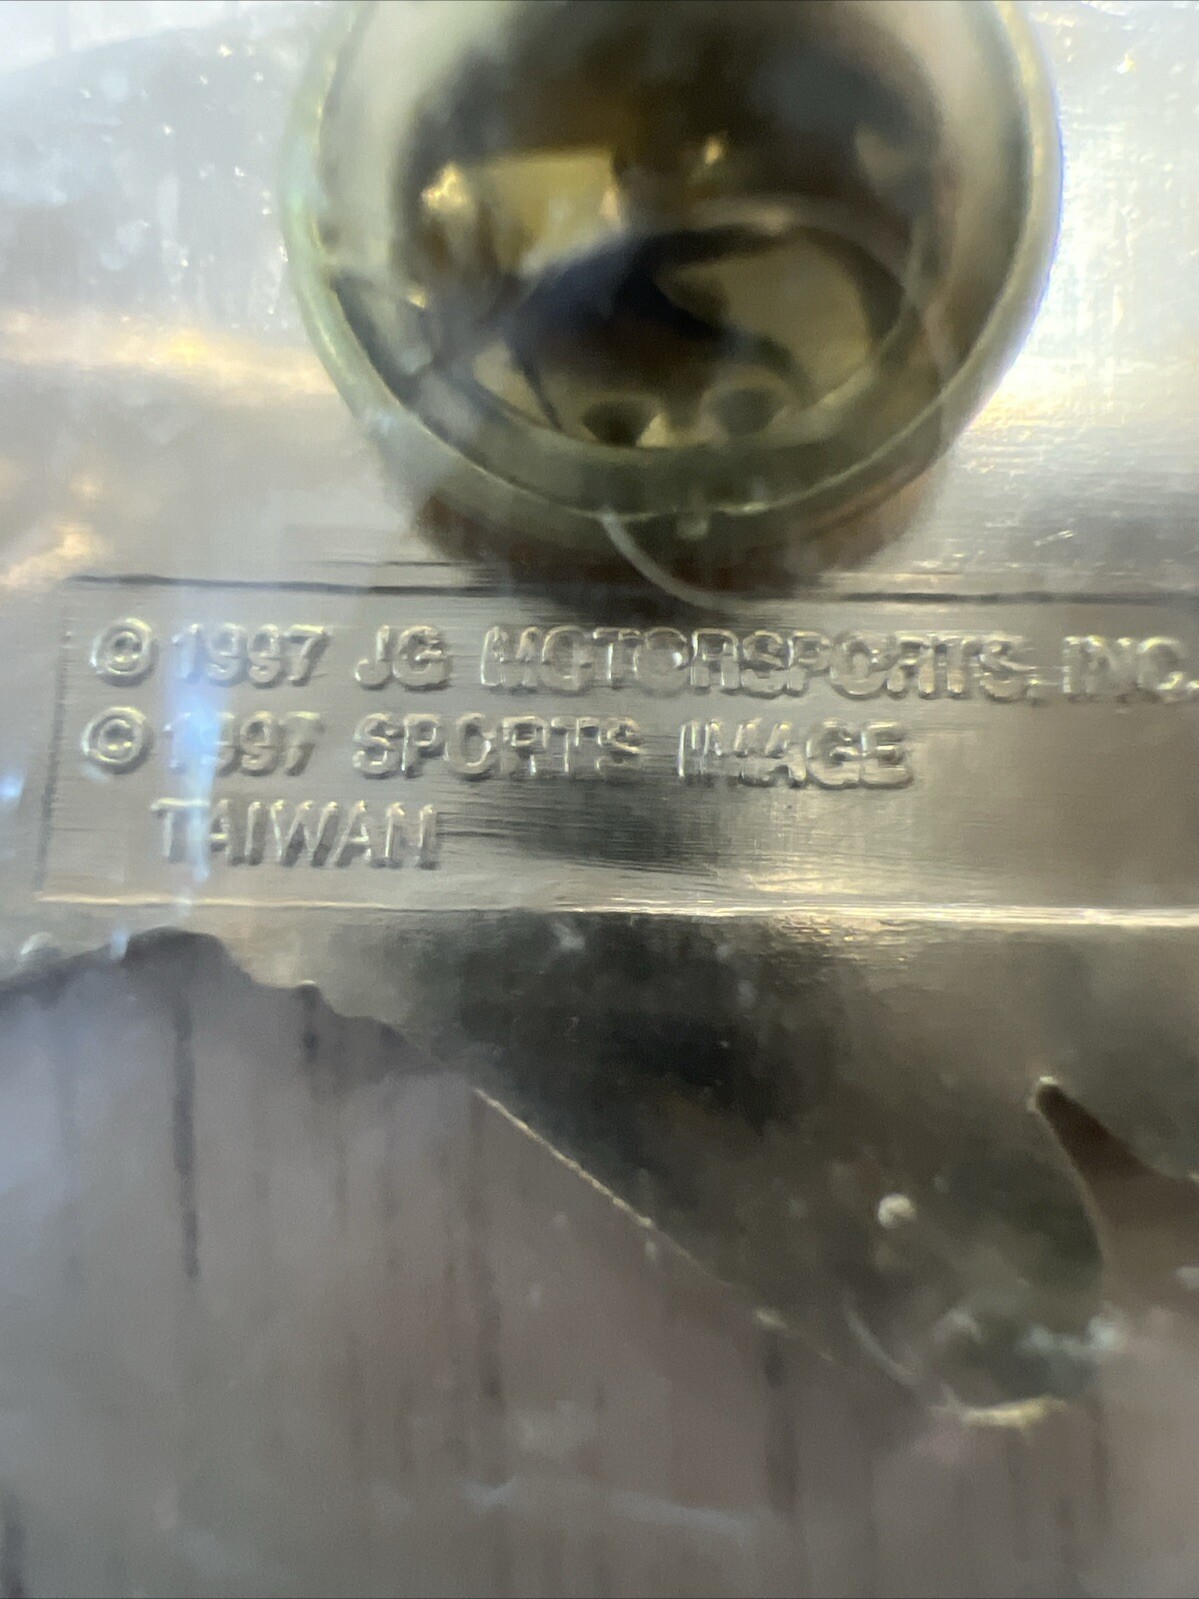 © 1997 JG MOTORSPORTS, INC.
© 1997 SPORTS IMAGE
TAIWAN